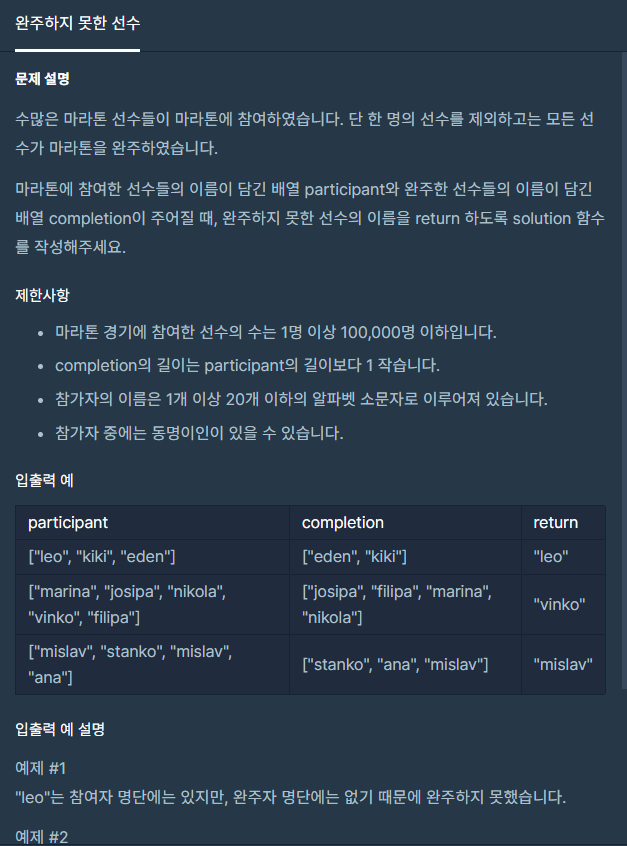 완주하지 못한 선수
문제 설명
수많은 마라톤 선수들이 마라톤에 참여하였습니다. 단 한 명의 선수를 제외하고는 모든 선
수가 마라톤을 완주하였습니다.
마라톤에 참여한 선수들의 이름이 담긴 배열 participant와 완주한 선수들의 이름이 담긴
배열 completion이 주어질 때, 완주하지 못한 선수의 이름을 return 하도록 solution 함수
를 작성해주세요.
제한사항
• 마라톤 경기에 참여한 선수의 수는 1명 이상 100,000명 이하입니다.
• completion의 길이는 participant의 길이보다 1 작습니다.
• 참가자의 이름은 1개 이상 20개 이하의 알파벳 소문자로 이루어져 있습니다.
• 참가자 중에는 동명이인이 있을 수 있습니다.
입출력 예
participant completion return
["leo", "kiki", "eden"] ["eden", "kiki"] "leo"
["marina", "josipa", "nikola", ["josipa", "filipa", "marina",
"vinko", "filipa"] "nikola"] "vinko"
["mislav", "stanko", "mislav",
"ana"] ["stanko", "ana", "mislav"] "mislav"
입출력 예 설명
예제 #1
"leo"는 참여자 명단에는 있지만, 완주자 명단에는 없기 때문에 완주하지 못했습니다.
예제 #2